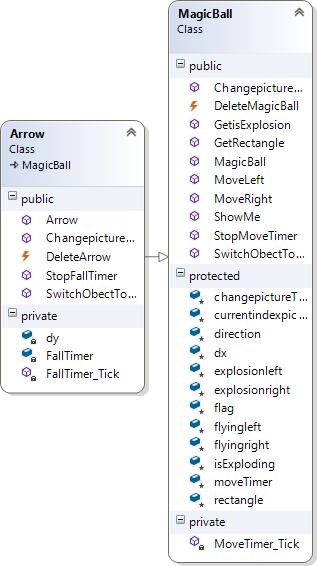 Arrow
Class
MagicBall
public
Arrow
Changepicture...
DeleteArrow
StopFallTimer
SwitchObectTo...
private
dy
FallTimer
FallTimer_Tick
MagicBall
Class
public
Changepicture...
DeleteMagicBall
GetisExplosion
GetRectangle
MagicBall
MoveLeft
MoveRight
ShowMe
StopMoveTimer
SwitchObectTo...
protected
changepictureT...
currentindexpic...
direction
dx
explosionleft
explosionright
flag
flyingleft
flyingright
isExploding
moveTimer
rectangle
private
MoveTimer_Tick